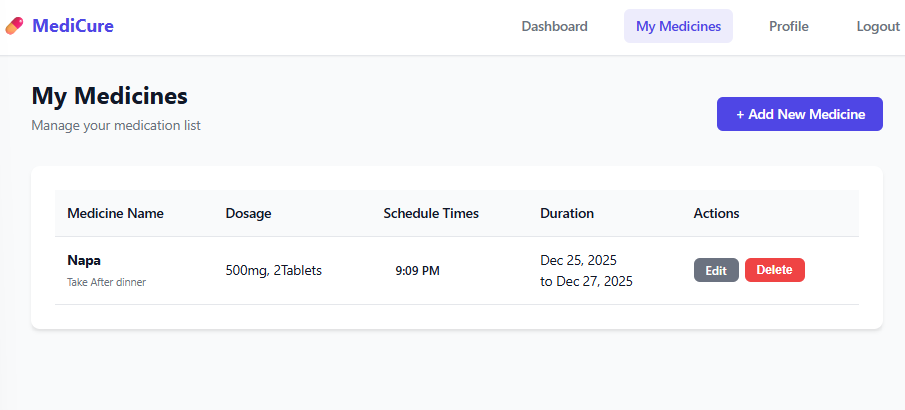 MediCure
Dashboard
My Medicines
Profile
Logout
My Medicines
Manage your medication list
+ Add New Medicine
Medicine Name
Dosage
Schedule Times
Duration
Actions
Napa
Take After dinner
500mg, 2Tablets
9:09 PM
Dec 25, 2025
to Dec 27, 2025
Edit
Delete